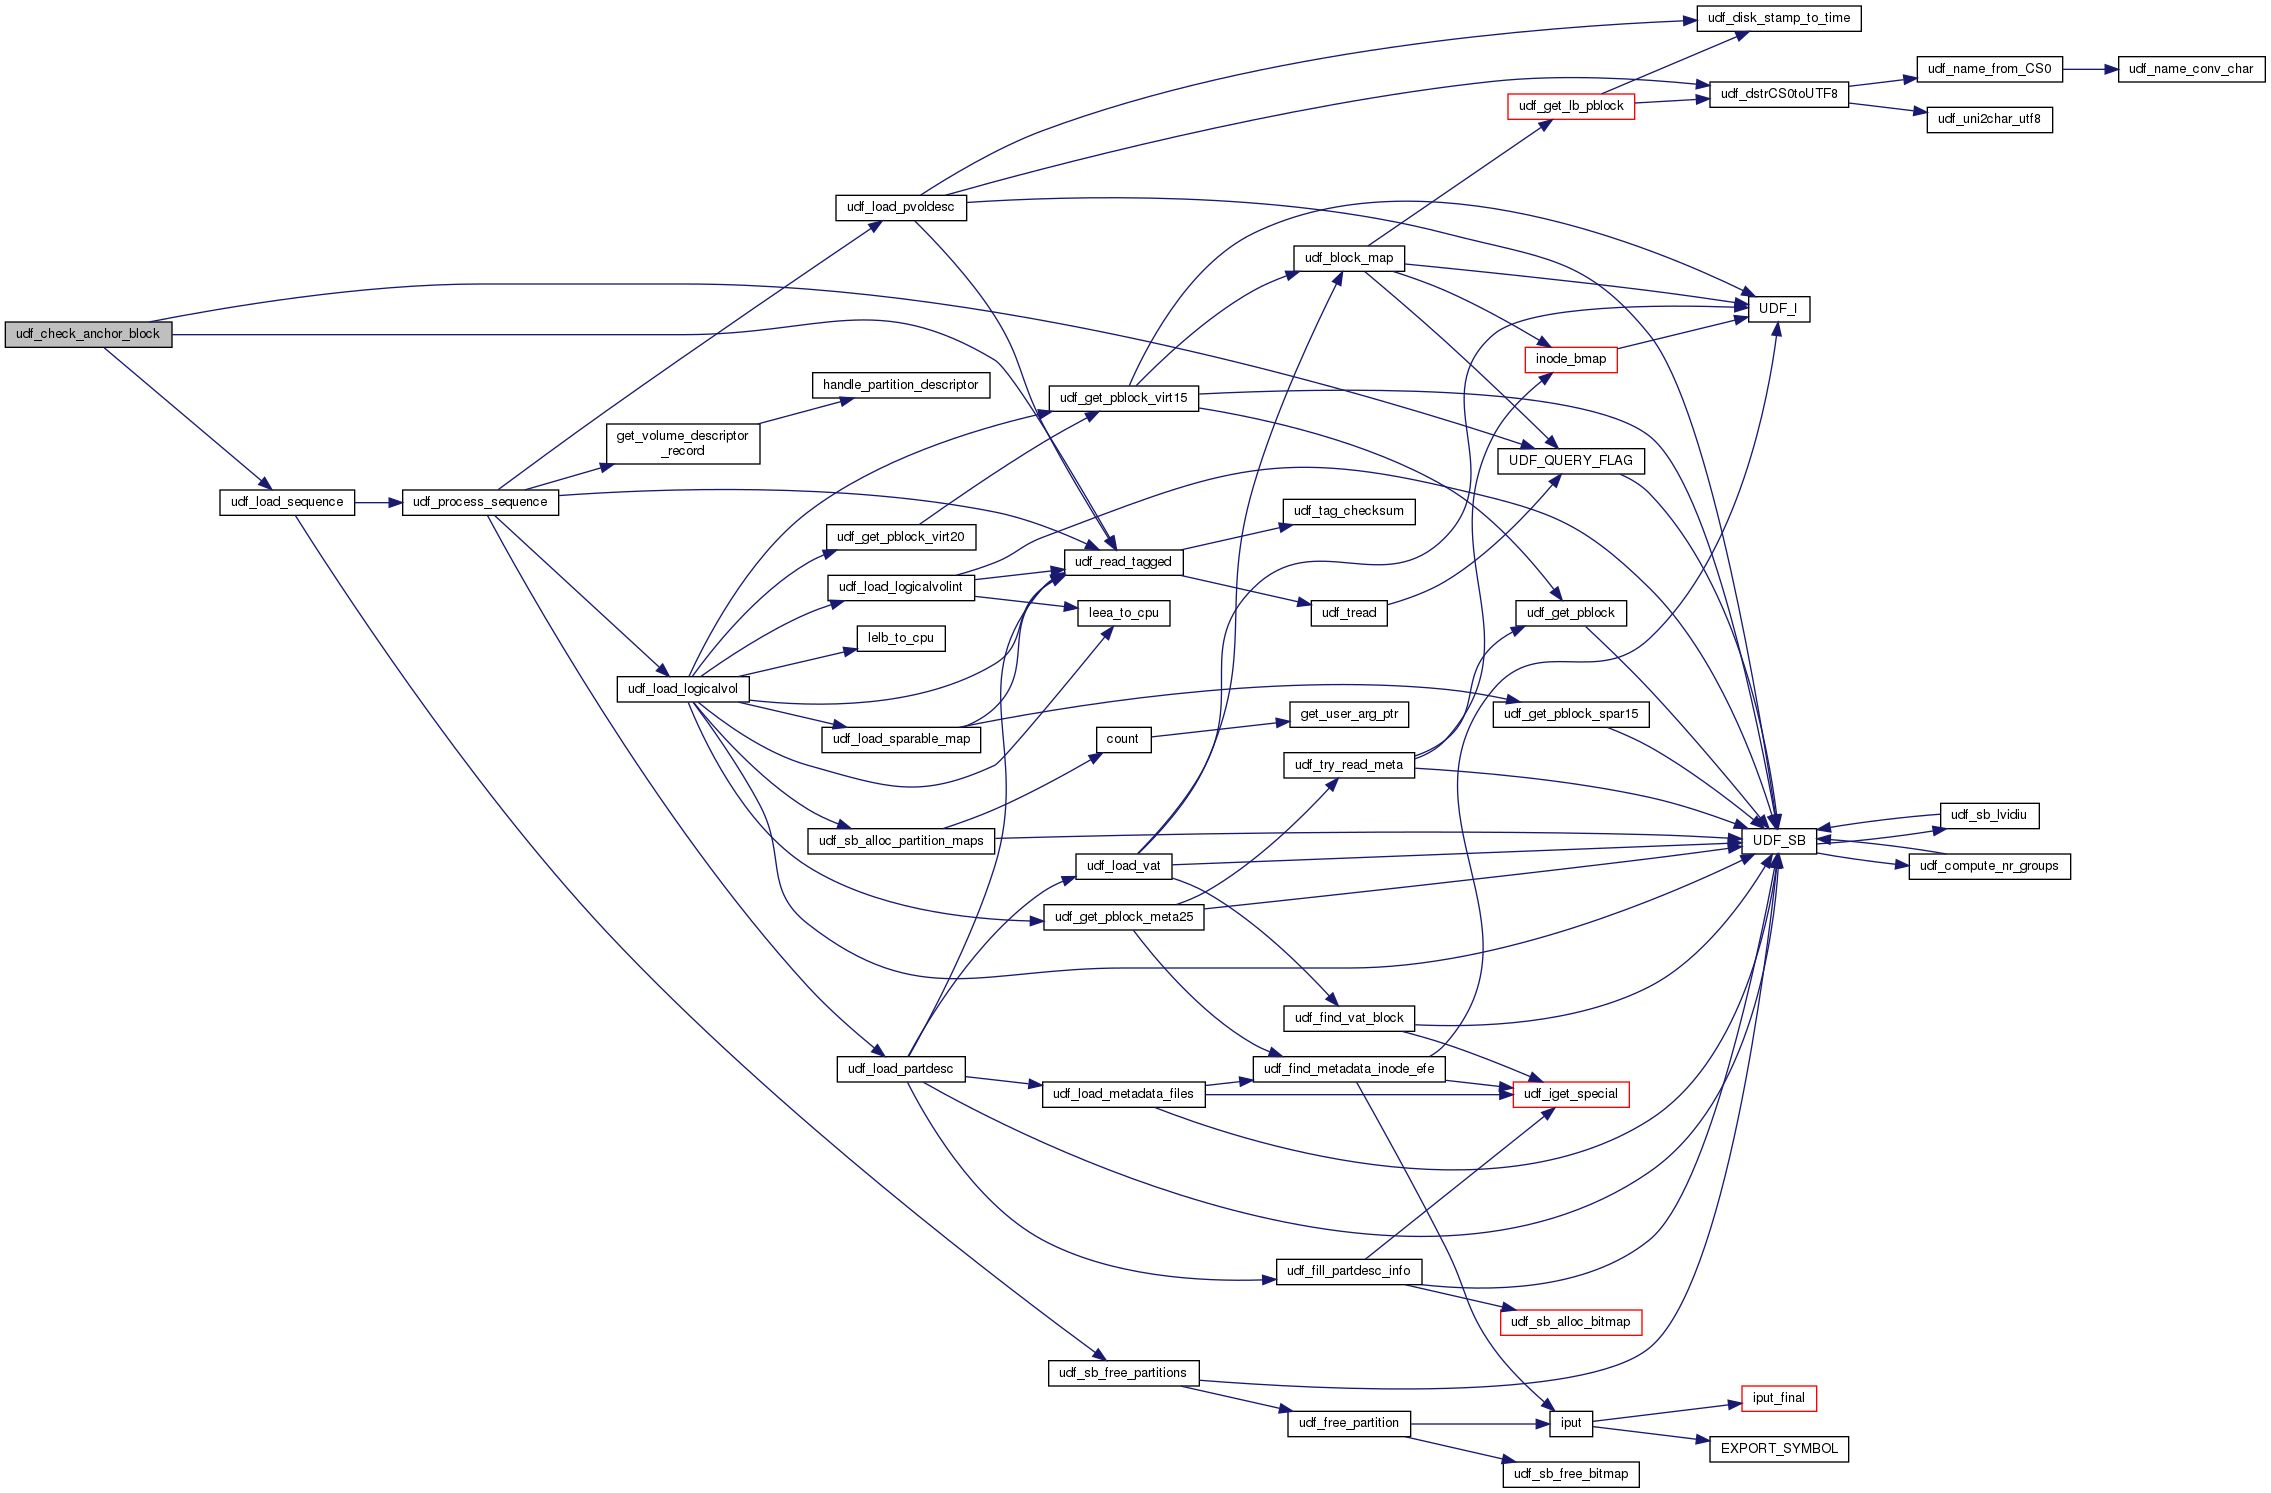 udf_disk_stamp_to_time
udf_name_from_CS0
udf_name_conv_char
udf_dstrCS0toUTF8
udf_get_lb_pblock
udf_uni2char_utf8
udf_load_pvoldesc
udf_block_map
UDF_I
udf_check_anchor_block
inode_bmap
handle_partition_descriptor
udf_get_pblock_virt15
get_volume_descriptor
_record
UDF_QUERY_FLAG
udf_load_sequence
udf_process_sequence
udf_tag_checksum
udf_get_pblock_virt20
udf_read_tagged
udf_load_logicalvolint
leea_to_cpu
udf_tread
udf_get_pblock
lelb_to_cpu
udf_load_logicalvol
get_user_arg_ptr
udf_get_pblock_spar15
udf_load_sparable_map
count
udf_try_read_meta
udf_sb_lvidiu
udf_sb_alloc_partition_maps
UDF_SB
udf_load_vat
udf_compute_nr_groups
udf_get_pblock_meta25
udf_find_vat_block
udf_load_partdesc
udf_find_metadata_inode_efe
udf_load_metadata_files
udf_iget_special
udf_fill_partdesc_info
udf_sb_alloc_bitmap
udf_sb_free_partitions
iput_final
udf_free_partition
iput
EXPORT_SYMBOL
udf_sb_free_bitmap